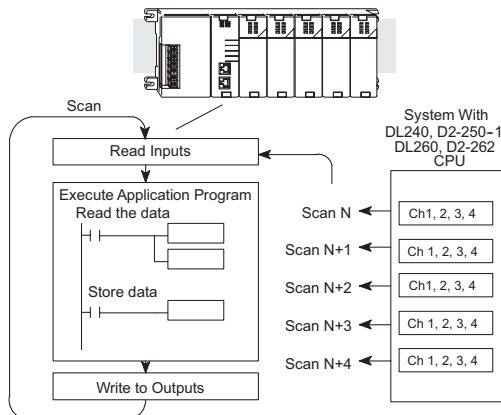 Scan
Read Inputs
Execute Application Program
Read the data
Store data
Write to Outputs
System With
DL240, D2-250-1
DL260, D2-262
CPU
Scan N
Ch1, 2, 3, 4
Scan N+1
Ch 1, 2, 3, 4
Scan N+2
Ch1, 2, 3, 4
Scan N+3
Ch 1, 2, 3, 4
Scan N+4
Ch 1, 2, 3, 4